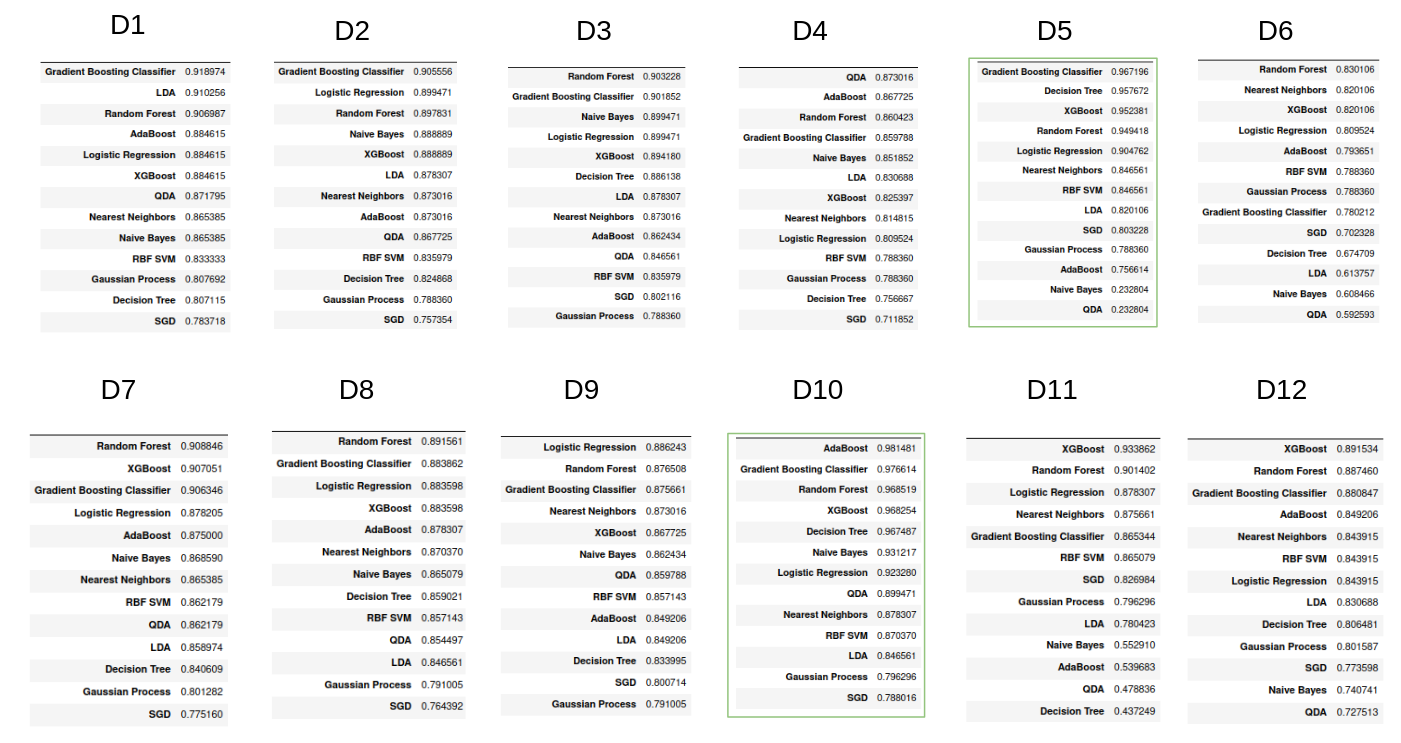 D1
Gradient Boosting Classifier 0.918974
LDA 0.910256
Random Forest 0.906987
AdaBoost 0.884615
Logistic Regression 0.884615
XGBoost 0.884615
QDA 0.871795
Nearest Neighbors 0.865385
Naive Bayes 0.865385
RBF SVM 0.833333
Gaussian Process 0.807692
Decision Tree 0.807115
SGD 0.783718
D2
Gradient Boosting Classifier 0.905556
Logistic Regression 0.899471
Random Forest 0.897831
Naive Bayes 0.888889
XGBoost 0.888889
LDA 0.878307
Nearest Neighbors 0.873016
AdaBoost 0.873016
QDA 0.867725
RBF SVM 0.835979
Decision Tree 0.824868
Gaussian Process 0.788360
SGD 0.757354
D3
Random Forest 0.903228
Gradient Boosting Classifier 0.901852
Naive Bayes 0.899471
Logistic Regression 0.899471
XGBoost 0.894180
Decision Tree 0.886138
LDA 0.878307
Nearest Neighbors 0.873016
AdaBoost 0.862434
QDA 0.846561
RBF SVM 0.835979
SGD 0.802116
Gaussian Process 0.788360
D4
QDA 0.873016
AdaBoost 0.867725
Random Forest 0.860423
Gradient Boosting Classifier 0.859788
Naive Bayes 0.851852
LDA 0.830688
XGBoost 0.825397
Nearest Neighbors 0.814815
Logistic Regression 0.809524
RBF SVM 0.788360
Gaussian Process 0.788360
Decision Tree 0.756667
SGD 0.711852
D5
Gradient Boosting Classifier 0.967196
Decision Tree 0.957672
XGBoost 0.952381
Random Forest 0.949418
Logistic Regression 0.904762
Nearest Neighbors 0.846561
RBF SVM 0.846561
LDA 0.820106
SGD 0.803228
Gaussian Process 0.788360
AdaBoost 0.756614
Naive Bayes 0.232804
QDA 0.232804
D6
Random Forest 0.830106
Nearest Neighbors 0.820106
XGBoost 0.820106
Logistic Regression 0.809524
AdaBoost 0.793651
RBF SVM 0.788360
Gaussian Process 0.788360
Gradient Boosting Classifier 0.780212
SGD 0.702328
Decision Tree 0.674709
LDA 0.613757
Naive Bayes 0.608466
QDA 0.592593
D7
Random Forest 0.908846
XGBoost 0.907051
Gradient Boosting Classifier 0.906346
Logistic Regression 0.878205
AdaBoost 0.875000
Naive Bayes 0.868590
Nearest Neighbors 0.865385
RBF SVM 0.862179
QDA 0.862179
LDA 0.858974
Decision Tree 0.840609
Gaussian Process 0.801282
SGD 0.775160
D8
Random Forest 0.891561
Gradient Boosting Classifier 0.883862
Logistic Regression 0.883598
XGBoost 0.883598
AdaBoost 0.878307
Nearest Neighbors 0.870370
Naive Bayes 0.865079
Decision Tree 0.859021
RBF SVM 0.857143
QDA 0.854497
LDA 0.846561
Gaussian Process 0.791005
SGD 0.764392
D9
Logistic Regression 0.886243
Random Forest 0.876508
Gradient Boosting Classifier 0.875661
Nearest Neighbors 0.873016
XGBoost 0.867725
Naive Bayes 0.862434
QDA 0.859788
RBF SVM 0.857143
AdaBoost 0.849206
LDA 0.849206
Decision Tree 0.833995
SGD 0.800714
Gaussian Process 0.791005
D10
AdaBoost 0.981481
Gradient Boosting Classifier 0.976614
Random Forest 0.968519
XGBoost 0.968254
Decision Tree 0.967487
Naive Bayes 0.931217
Logistic Regression 0.923280
QDA 0.899471
Nearest Neighbors 0.878307
RBF SVM 0.870370
LDA 0.846561
Gaussian Process 0.796296
SGD 0.788016
D11
XGBoost 0.933862
Random Forest 0.901402
Logistic Regression 0.878307
Nearest Neighbors 0.875661
Gradient Boosting Classifier 0.865344
RBF SVM 0.865079
SGD 0.826984
Gaussian Process 0.796296
LDA 0.780423
Naive Bayes 0.552910
AdaBoost 0.539683
QDA 0.478836
Decision Tree 0.437249
D12
XGBoost 0.891534
Random Forest 0.887460
Gradient Boosting Classifier 0.880847
AdaBoost 0.849206
Nearest Neighbors 0.843915
RBF SVM 0.843915
Logistic Regression 0.843915
LDA 0.830688
Decision Tree 0.806481
Gaussian Process 0.801587
SGD 0.773598
Naive Bayes 0.740741
QDA 0.727513